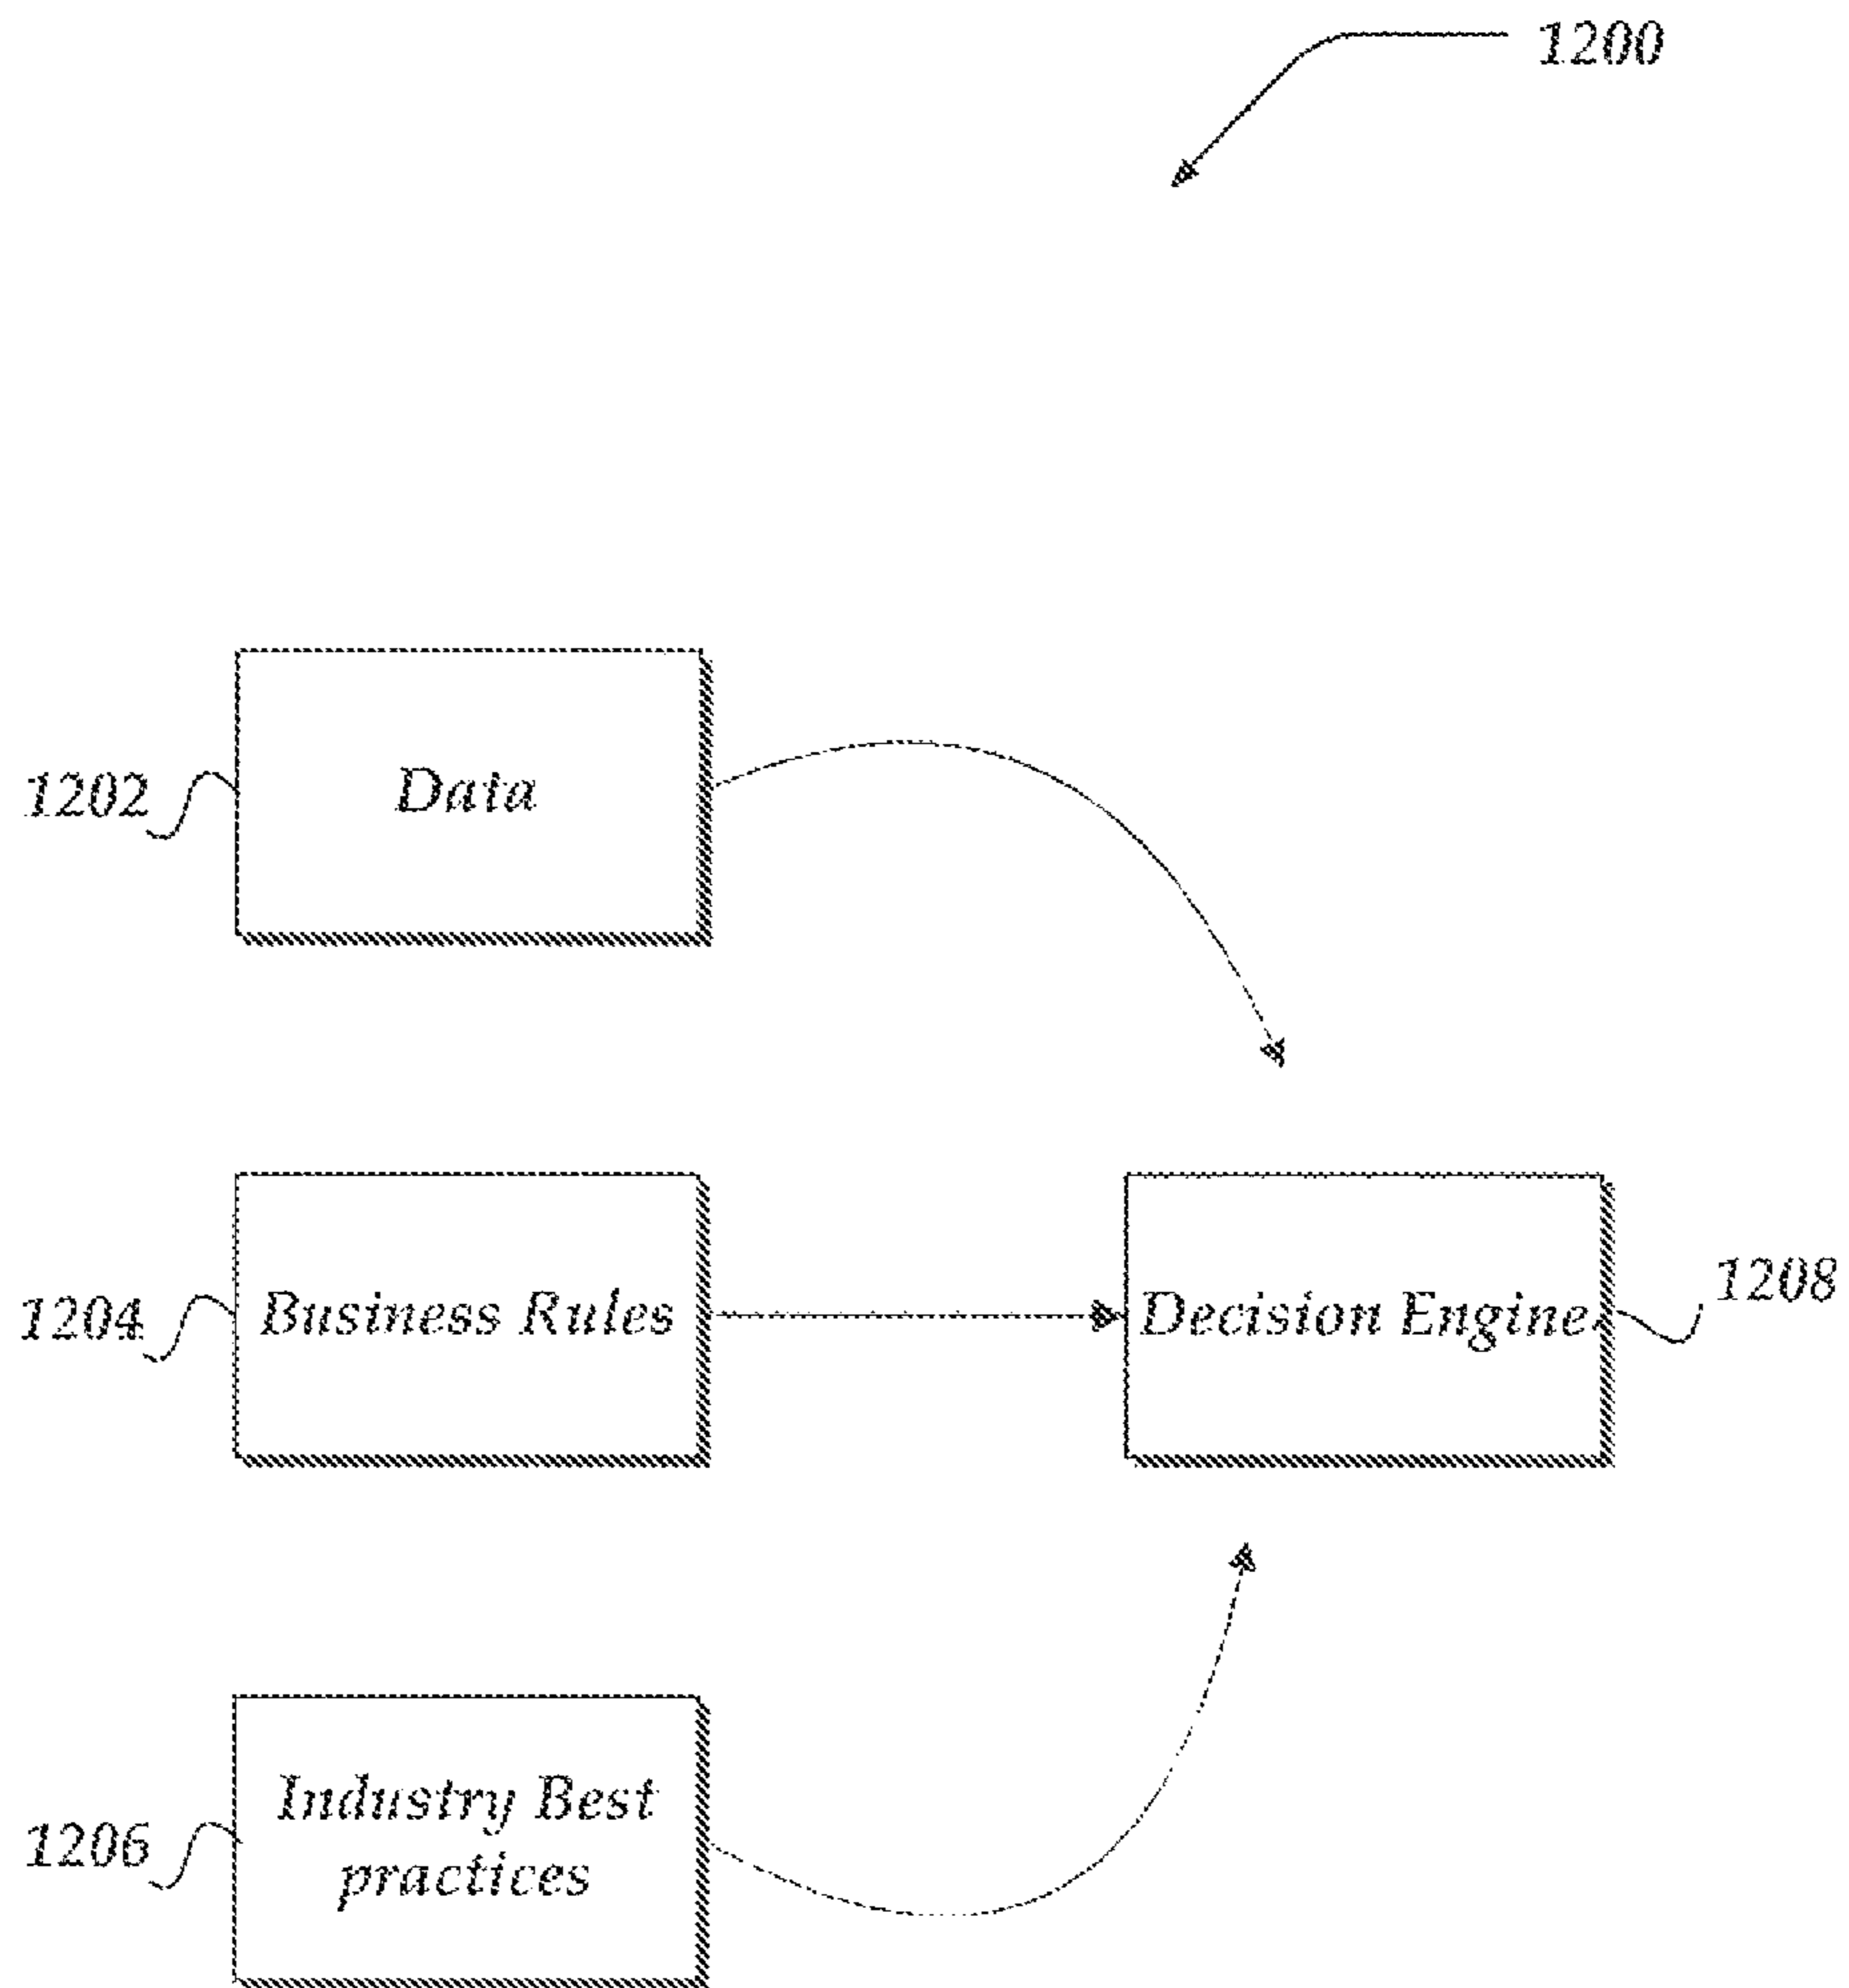 1200
1202
Data
1204
Business Rules
Decision Engine
1208
1206
Industry Best
practices